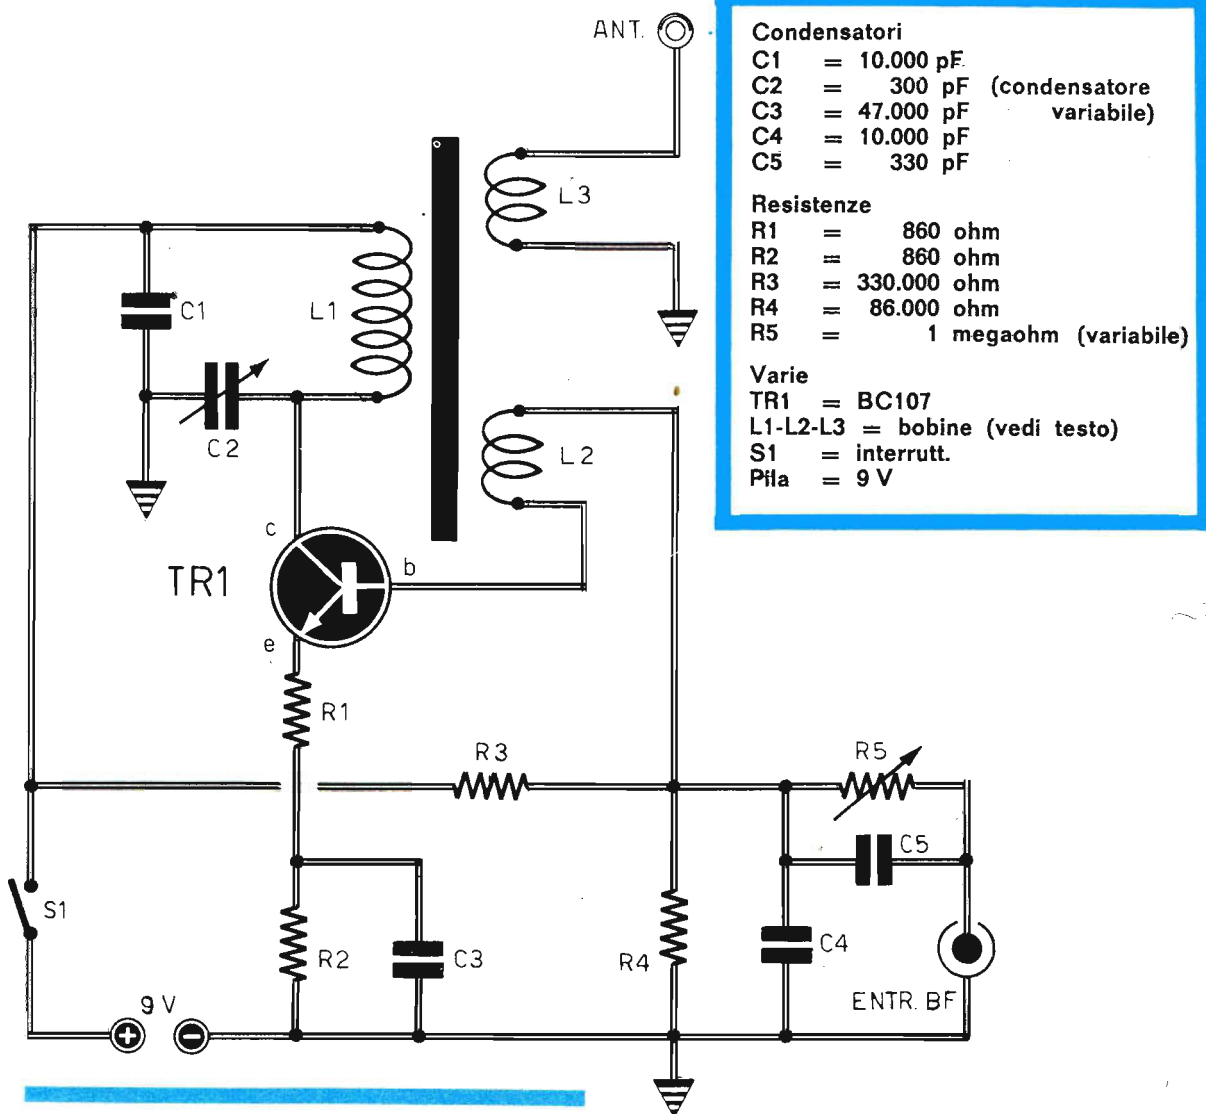 ANT.
L3
L1
C1
C2
L2
c
b
TR1
e
R1
R3
R5
C5
S1
R2
C3
R4
C4
ENTR. BF
9 V
+
−
Condensatori
C1 = 10.000 pF
C2 = 300 pF (condensatore
C3 = 47.000 pF variabile)
C4 = 10.000 pF
C5 = 330 pF
Resistenze
R1 = 860 ohm
R2 = 860 ohm
R3 = 330.000 ohm
R4 = 86.000 ohm
R5 = 1 megaohm (variabile)
Varie
TR1 = BC107
L1-L2-L3 = bobine (vedi testo)
S1 = interrutt.
Pila = 9 V